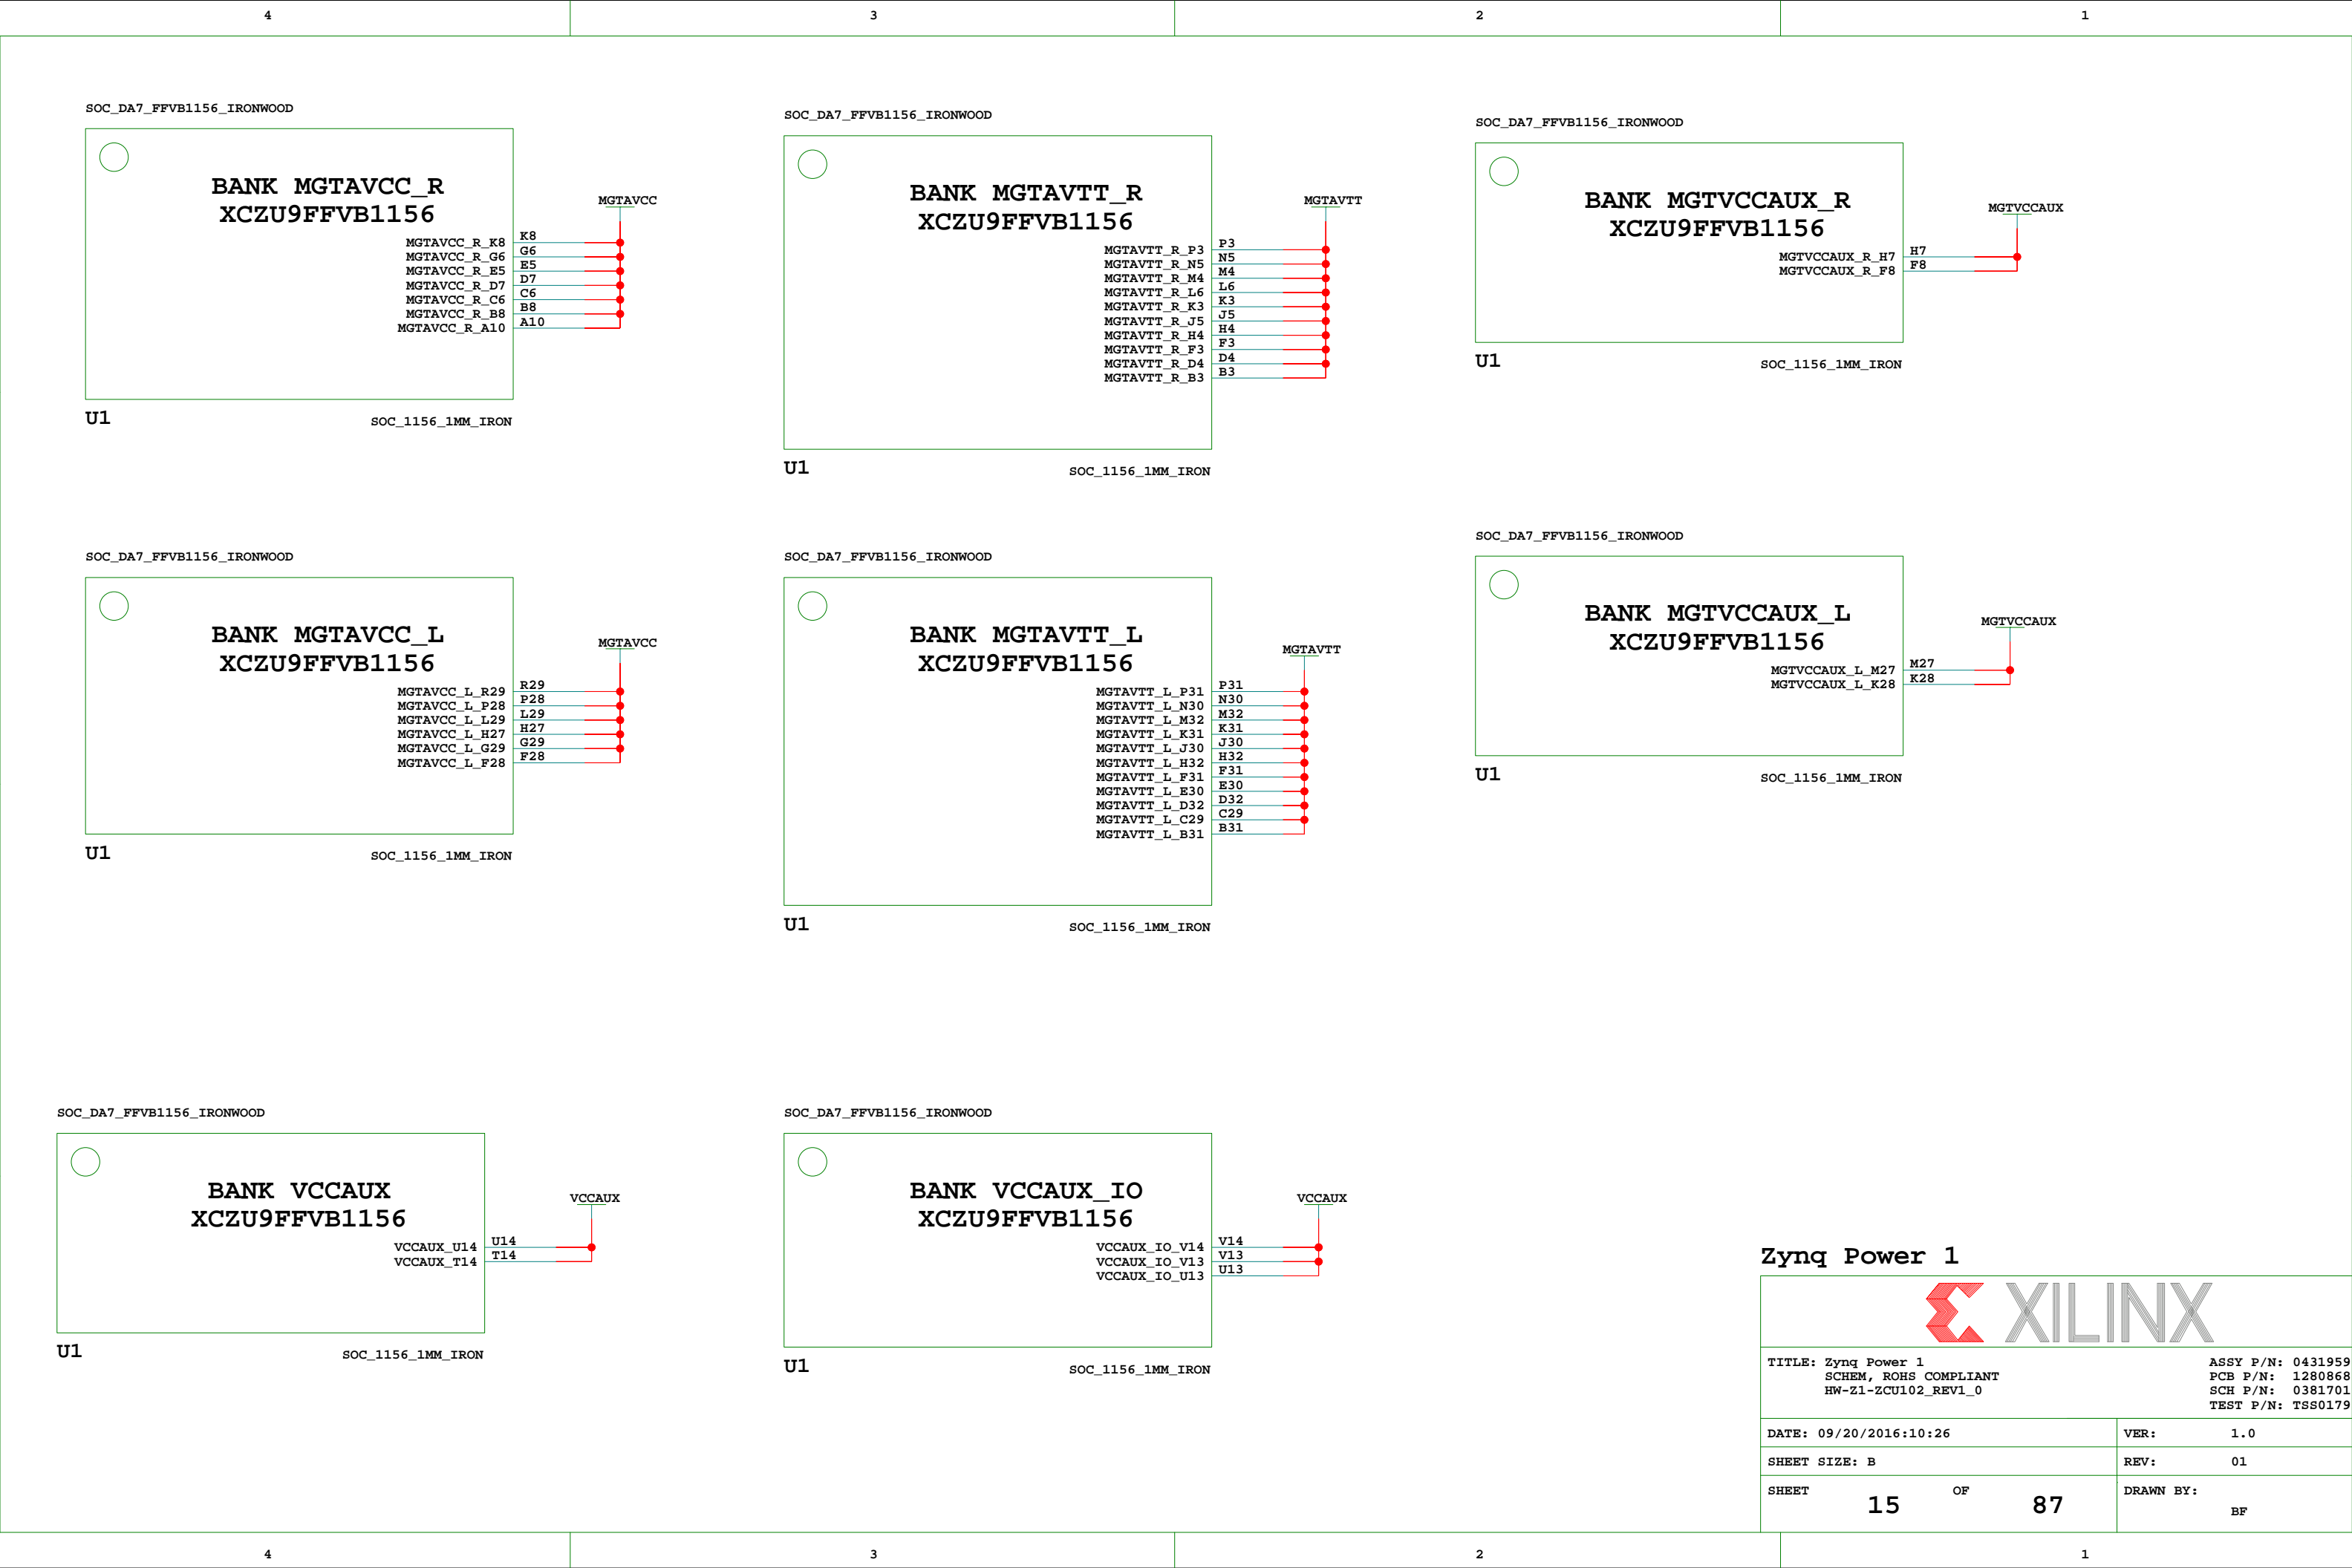 4 3 2 1
SOC_DA7_FFVB1156_IRONWOOD
BANK MGTAVCC_R
XCZU9FFVB1156
MGTAVCC
MGTAVCC_R_K8 K8
MGTAVCC_R_G6 G6
MGTAVCC_R_E5 E5
MGTAVCC_R_D7 D7
MGTAVCC_R_C6 C6
MGTAVCC_R_B8 B8
MGTAVCC_R_A10 A10
U1
SOC_1156_1MM_IRON
SOC_DA7_FFVB1156_IRONWOOD
BANK MGTAVTT_R
XCZU9FFVB1156
MGTAVTT
MGTAVTT_R_P3 P3
MGTAVTT_R_N5 N5
MGTAVTT_R_M4 M4
MGTAVTT_R_L6 L6
MGTAVTT_R_K3 K3
MGTAVTT_R_J5 J5
MGTAVTT_R_H4 H4
MGTAVTT_R_F3 F3
MGTAVTT_R_D4 D4
MGTAVTT_R_B3 B3
U1
SOC_1156_1MM_IRON
SOC_DA7_FFVB1156_IRONWOOD
BANK MGTVCCAUX_R
XCZU9FFVB1156
MGTVCCAUX
MGTVCCAUX_R_H7 H7
MGTVCCAUX_R_F8 F8
U1
SOC_1156_1MM_IRON
SOC_DA7_FFVB1156_IRONWOOD
BANK MGTAVCC_L
XCZU9FFVB1156
MGTAVCC
MGTAVCC_L_R29 R29
MGTAVCC_L_P28 P28
MGTAVCC_L_L29 L29
MGTAVCC_L_H27 H27
MGTAVCC_L_G29 G29
MGTAVCC_L_F28 F28
U1
SOC_1156_1MM_IRON
SOC_DA7_FFVB1156_IRONWOOD
BANK MGTAVTT_L
XCZU9FFVB1156
MGTAVTT
MGTAVTT_L_P31 P31
MGTAVTT_L_N30 N30
MGTAVTT_L_M32 M32
MGTAVTT_L_K31 K31
MGTAVTT_L_J30 J30
MGTAVTT_L_H32 H32
MGTAVTT_L_F31 F31
MGTAVTT_L_E30 E30
MGTAVTT_L_D32 D32
MGTAVTT_L_C29 C29
MGTAVTT_L_B31 B31
U1
SOC_1156_1MM_IRON
SOC_DA7_FFVB1156_IRONWOOD
BANK MGTVCCAUX_L
XCZU9FFVB1156
MGTVCCAUX
MGTVCCAUX_L_M27 M27
MGTVCCAUX_L_K28 K28
U1
SOC_1156_1MM_IRON
SOC_DA7_FFVB1156_IRONWOOD
BANK VCCAUX
XCZU9FFVB1156
VCCAUX
VCCAUX_U14 U14
VCCAUX_T14 T14
U1
SOC_1156_1MM_IRON
SOC_DA7_FFVB1156_IRONWOOD
BANK VCCAUX_IO
XCZU9FFVB1156
VCCAUX
VCCAUX_IO_V14 V14
VCCAUX_IO_V13 V13
VCCAUX_IO_U13 U13
U1
SOC_1156_1MM_IRON
Zynq Power 1
XILINX
TITLE: Zynq Power 1
SCHEM, ROHS COMPLIANT
HW-Z1-ZCU102_REV1_0
ASSY P/N: 0431959
PCB P/N: 1280868
SCH P/N: 0381701
TEST P/N: TSS0179
DATE: 09/20/2016:10:26
VER: 1.0
SHEET SIZE: B
REV: 01
SHEET 15 OF 87
DRAWN BY: BF
4 3 2 1